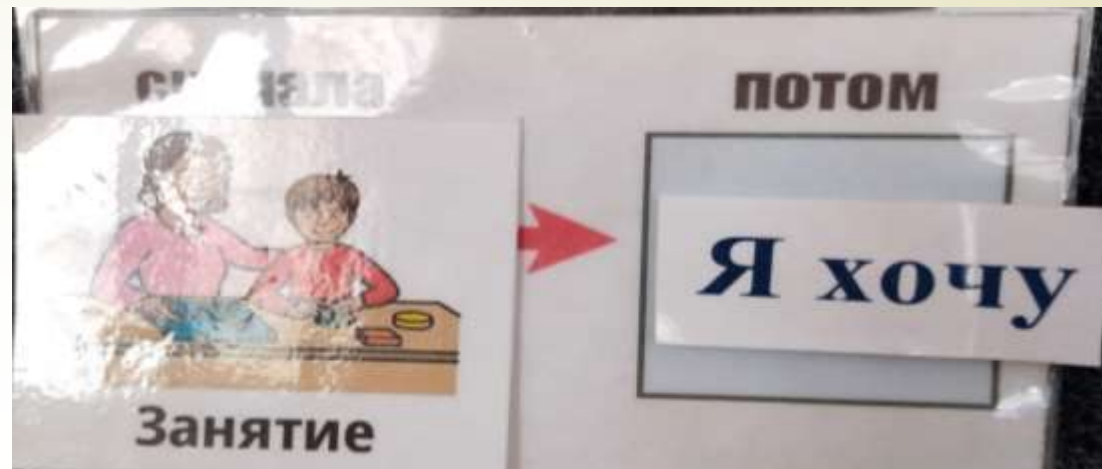 потом
Я хочу
Занятие